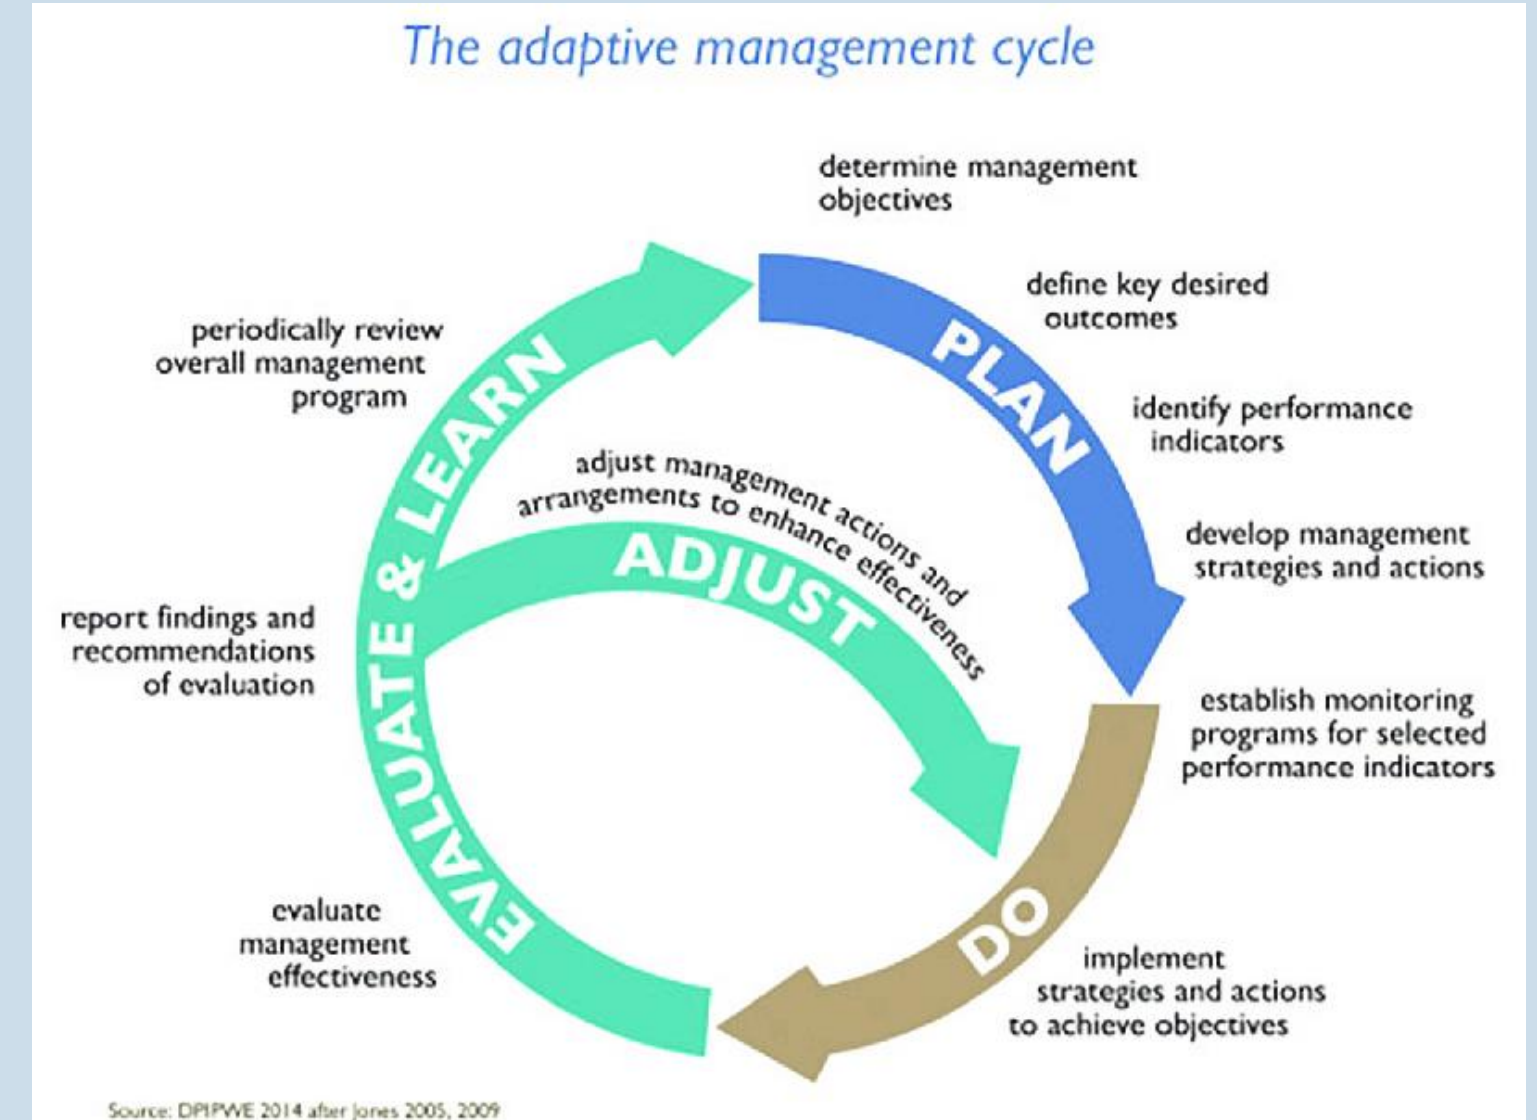 The adaptive management cycle
determine management
objectives
define key desired
outcomes
PLAN
identify performance
indicators
develop management
strategies and actions
establish monitoring
programs for selected
performance indicators
DO
implement
strategies and actions
to achieve objectives
evaluate
management
effectiveness
EVALUATE & LEARN
report findings and
recommendations
of evaluation
periodically review
overall management
program
adjust management actions and
arrangements to enhance effectiveness
ADJUST
Source: DPIPWE 2014 after Jones 2005, 2009